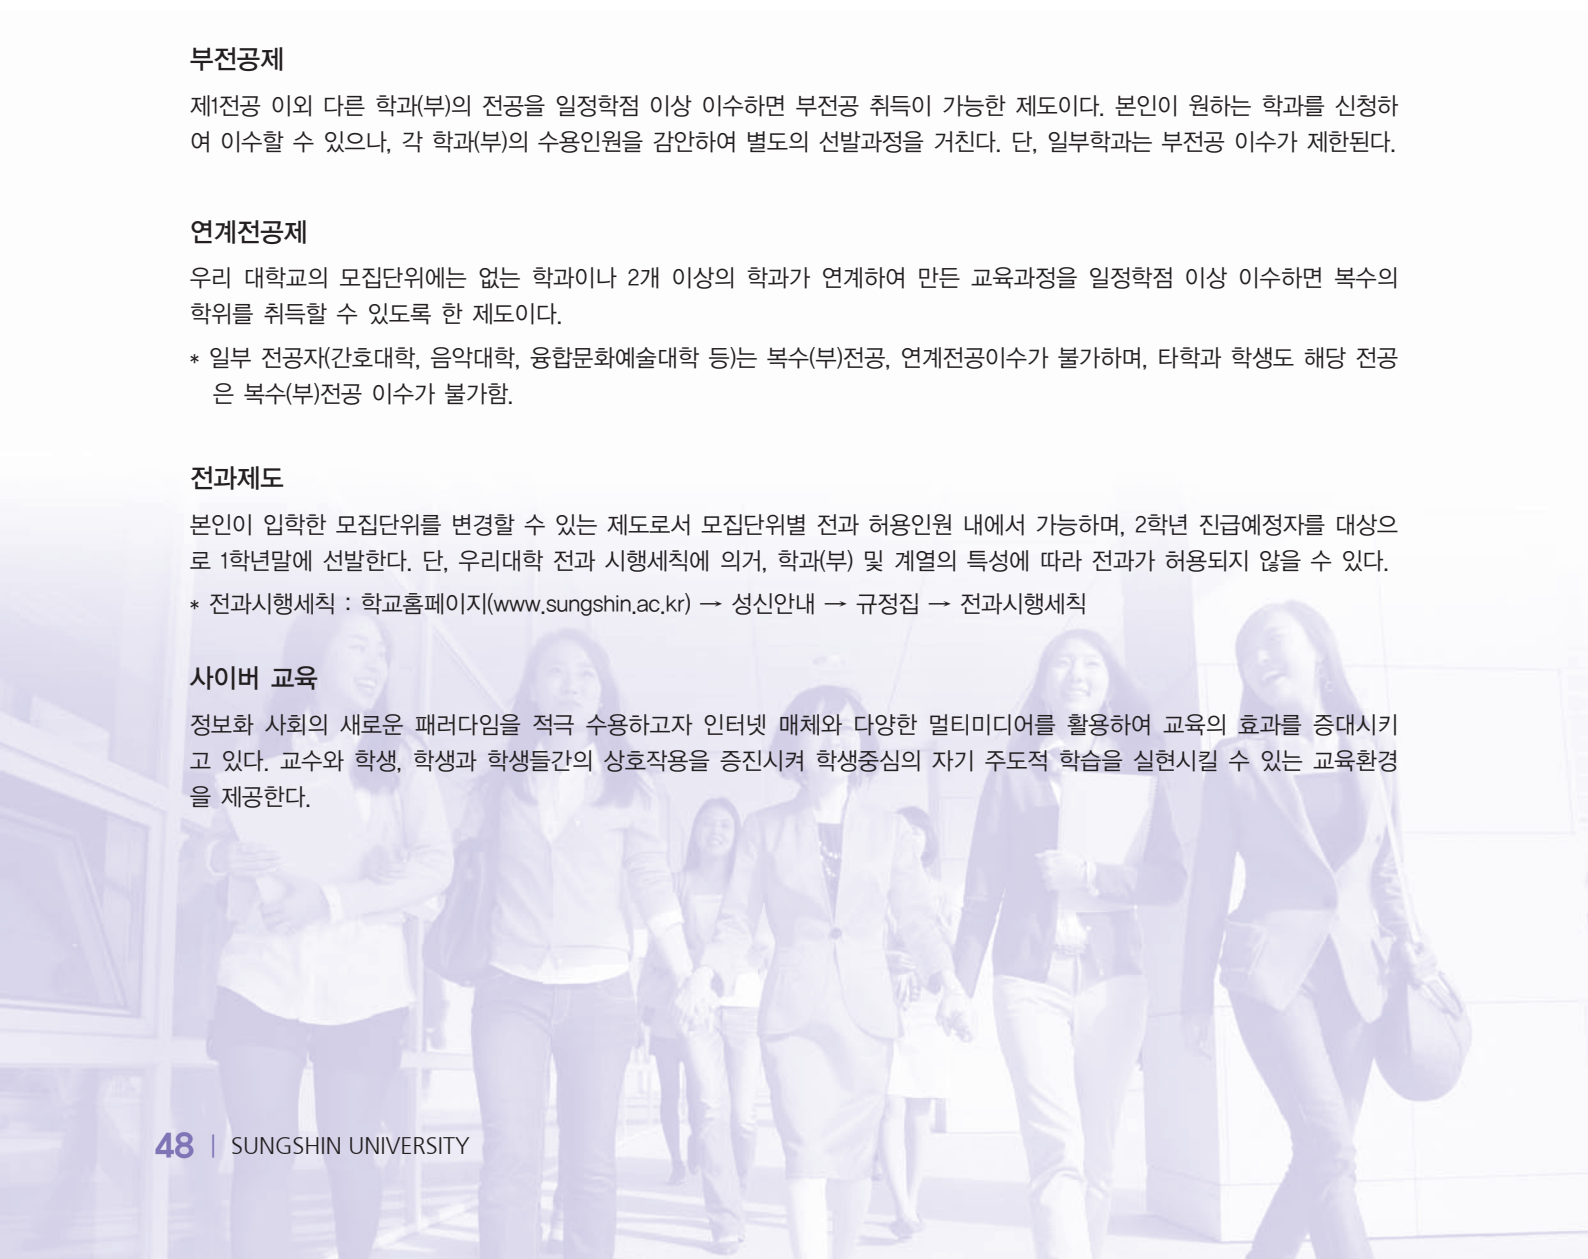 부전공제
제1전공 이외 다른 학과(부)의 전공을 일정학점 이상 이수하면 부전공 취득이 가능한 제도이다. 본인이 원하는 학과를 신청하
여 이수할 수 있으나, 각 학과(부)의 수용인원을 감안하여 별도의 선발과정을 거친다. 단, 일부학과는 부전공 이수가 제한된다.
연계전공제
우리 대학교의 모집단위에는 없는 학과이나 2개 이상의 학과가 연계하여 만든 교육과정을 일정학점 이상 이수하면 복수의
학위를 취득할 수 있도록 한 제도이다.
* 일부 전공자(간호대학, 음악대학, 융합문화예술대학 등)는 복수(부)전공, 연계전공이수가 불가하며, 타학과 학생도 해당 전공
은 복수(부)전공 이수가 불가함.
전과제도
본인이 입학한 모집단위를 변경할 수 있는 제도로서 모집단위별 전과 허용인원 내에서 가능하며, 2학년 진급예정자를 대상으
로 1학년말에 선발한다. 단, 우리대학 전과 시행세칙에 의거, 학과(부) 및 계열의 특성에 따라 전과가 허용되지 않을 수 있다.
* 전과시행세칙 : 학교홈페이지(www.sungshin.ac.kr) → 성신안내 → 규정집 → 전과시행세칙
사이버 교육
정보화 사회의 새로운 패러다임을 적극 수용하고자 인터넷 매체와 다양한 멀티미디어를 활용하여 교육의 효과를 증대시키
고 있다. 교수와 학생, 학생과 학생들간의 상호작용을 증진시켜 학생중심의 자기 주도적 학습을 실현시킬 수 있는 교육환경
을 제공한다.
48 | SUNGSHIN UNIVERSITY